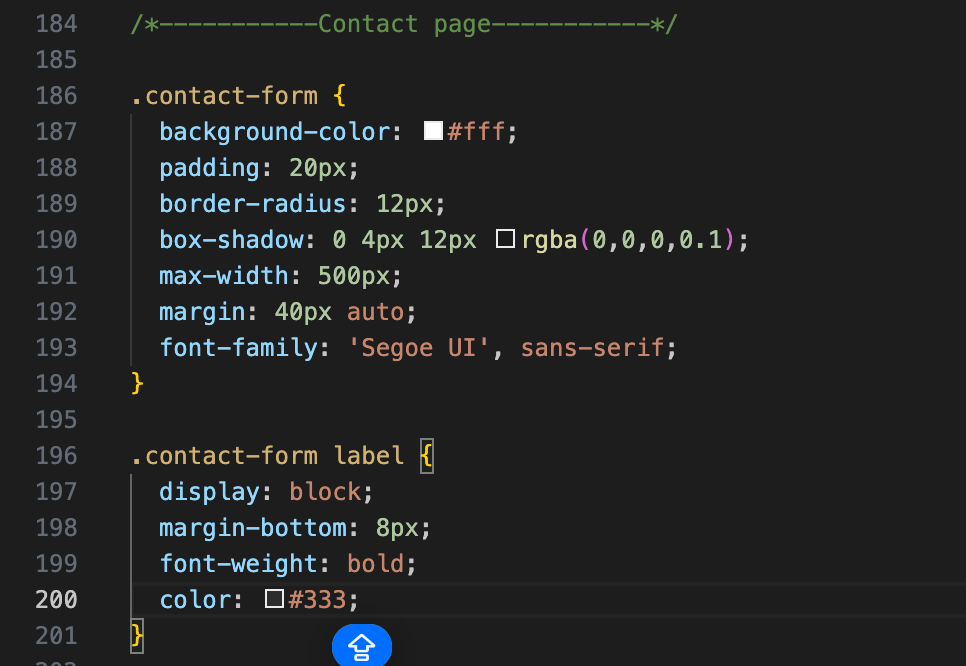 184 /*-----------Contact page-----------*/
185
186 .contact-form {
187 background-color: #fff;
188 padding: 20px;
189 border-radius: 12px;
190 box-shadow: 0 4px 12px rgba(0,0,0,0.1);
191 max-width: 500px;
192 margin: 40px auto;
193 font-family: 'Segoe UI', sans-serif;
194 }
195
196 .contact-form label {
197 display: block;
198 margin-bottom: 8px;
199 font-weight: bold;
200 color: #333;
201 }